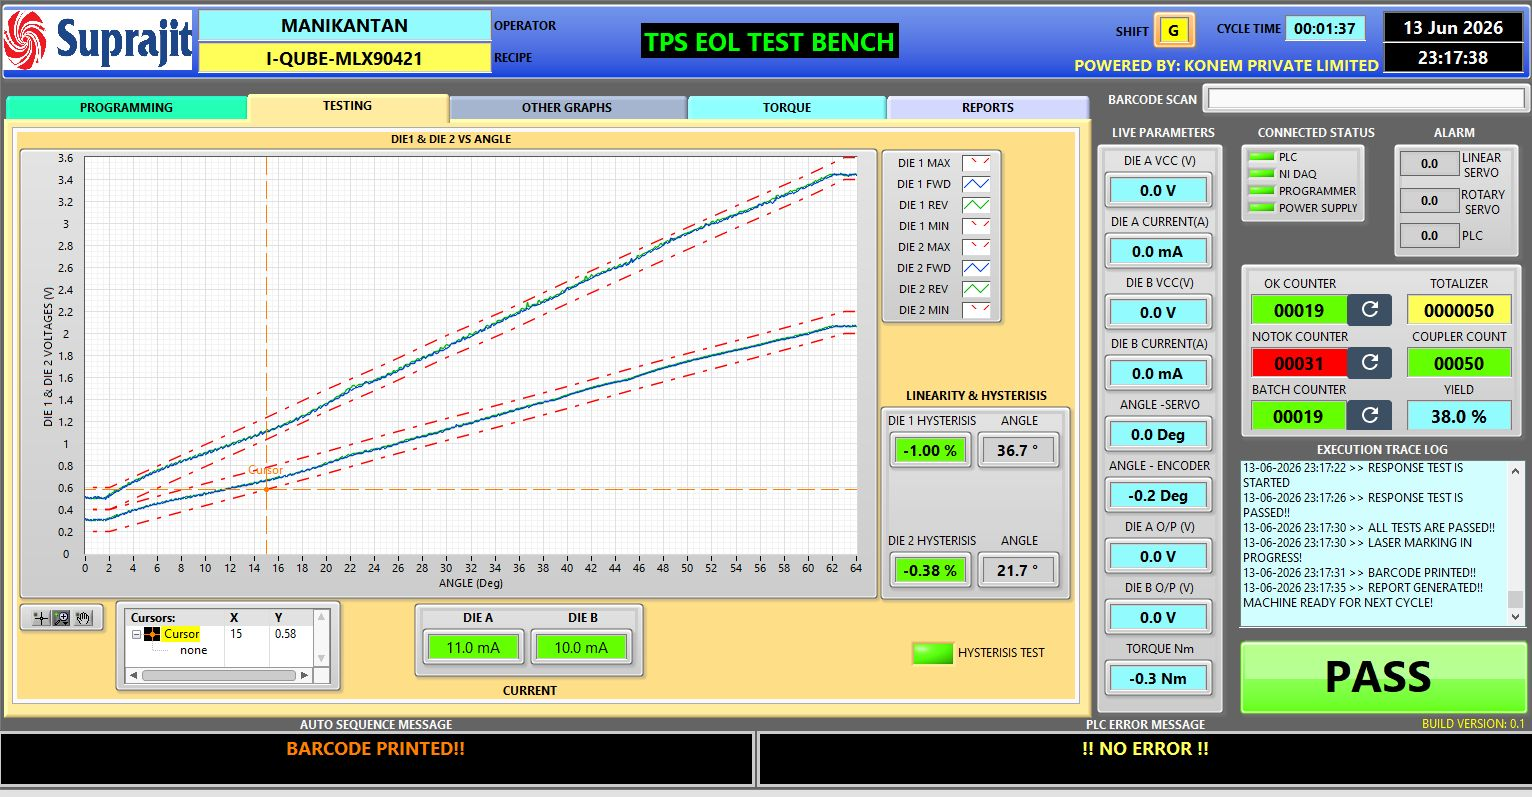 Suprajit
MANIKANTAN
OPERATOR
I-QUBE-MLX90421
RECIPE
TPS EOL TEST BENCH
SHIFT
G
CYCLE TIME
00:01:37
13 Jun 2026
POWERED BY: KONEM PRIVATE LIMITED
23:17:38
PROGRAMMING
TESTING
OTHER GRAPHS
TORQUE
REPORTS
BARCODE SCAN
DIE1 & DIE 2 VS ANGLE
DIE 1 & DIE 2 VOLTAGES (V)
3.6
3.4
3.2
3
2.8
2.6
2.4
2.2
2
1.8
1.6
1.4
1.2
1
0.8
0.6
0.4
0.2
0
Cursor
0 2 4 6 8 10 12 14 16 18 20 22 24 26 28 30 32 34 36 38 40 42 44 46 48 50 52 54 56 58 60 62 64
ANGLE (Deg)
DIE 1 MAX
DIE 1 FWD
DIE 1 REV
DIE 1 MIN
DIE 2 MAX
DIE 2 FWD
DIE 2 REV
DIE 2 MIN
LINEARITY & HYSTERISIS
DIE 1 HYSTERISIS ANGLE
-1.00 % 36.7 °
DIE 2 HYSTERISIS ANGLE
-0.38 % 21.7 °
HYSTERISIS TEST
Cursors: X Y
Cursor 15 0.58
none
DIE A DIE B
11.0 mA 10.0 mA
CURRENT
LIVE PARAMETERS
DIE A VCC (V)
0.0 V
DIE A CURRENT(A)
0.0 mA
DIE B VCC(V)
0.0 V
DIE B CURRENT(A)
0.0 mA
ANGLE -SERVO
0.0 Deg
ANGLE - ENCODER
-0.2 Deg
DIE A O/P (V)
0.0 V
DIE B O/P (V)
0.0 V
TORQUE Nm
-0.3 Nm
CONNECTED STATUS
PLC
NI DAQ
PROGRAMMER
POWER SUPPLY
ALARM
0.0 LINEAR
SERVO
0.0 ROTARY
SERVO
0.0 PLC
OK COUNTER TOTALIZER
00019 0000050
NOTOK COUNTER COUPLER COUNT
00031 00050
BATCH COUNTER YIELD
00019 38.0 %
EXECUTION TRACE LOG
13-06-2026 23:17:22 >> RESPONSE TEST IS
STARTED
13-06-2026 23:17:26 >> RESPONSE TEST IS
PASSED!!
13-06-2026 23:17:30 >> ALL TESTS ARE PASSED!!
13-06-2026 23:17:30 >> LASER MARKING IN
PROGRESS!
13-06-2026 23:17:31 >> BARCODE PRINTED!!
13-06-2026 23:17:35 >> REPORT GENERATED!!
MACHINE READY FOR NEXT CYCLE!
PASS
BUILD VERSION: 0.1
AUTO SEQUENCE MESSAGE
BARCODE PRINTED!!
PLC ERROR MESSAGE
!! NO ERROR !!